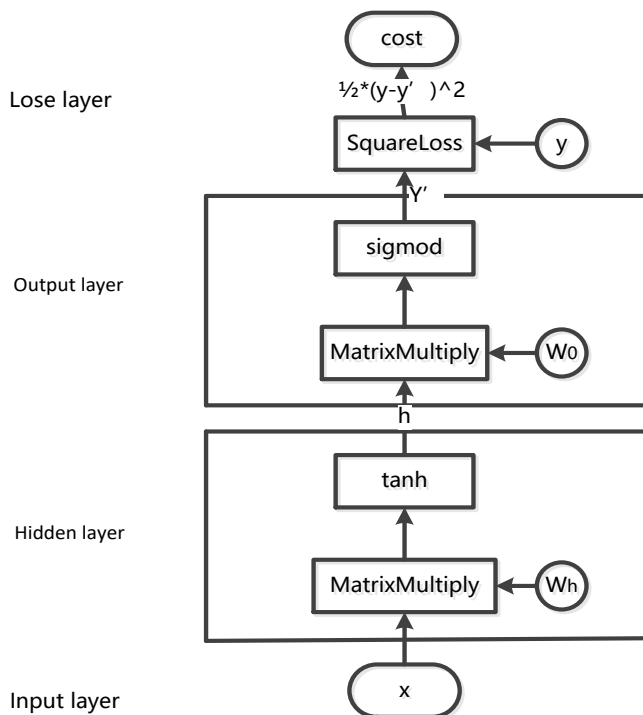 cost
½*(y-y' )^2
Lose layer
SquareLoss
y
Y'
sigmod
Output layer
MatrixMultiply
W0
h
tanh
Hidden layer
MatrixMultiply
Wh
x
Input layer